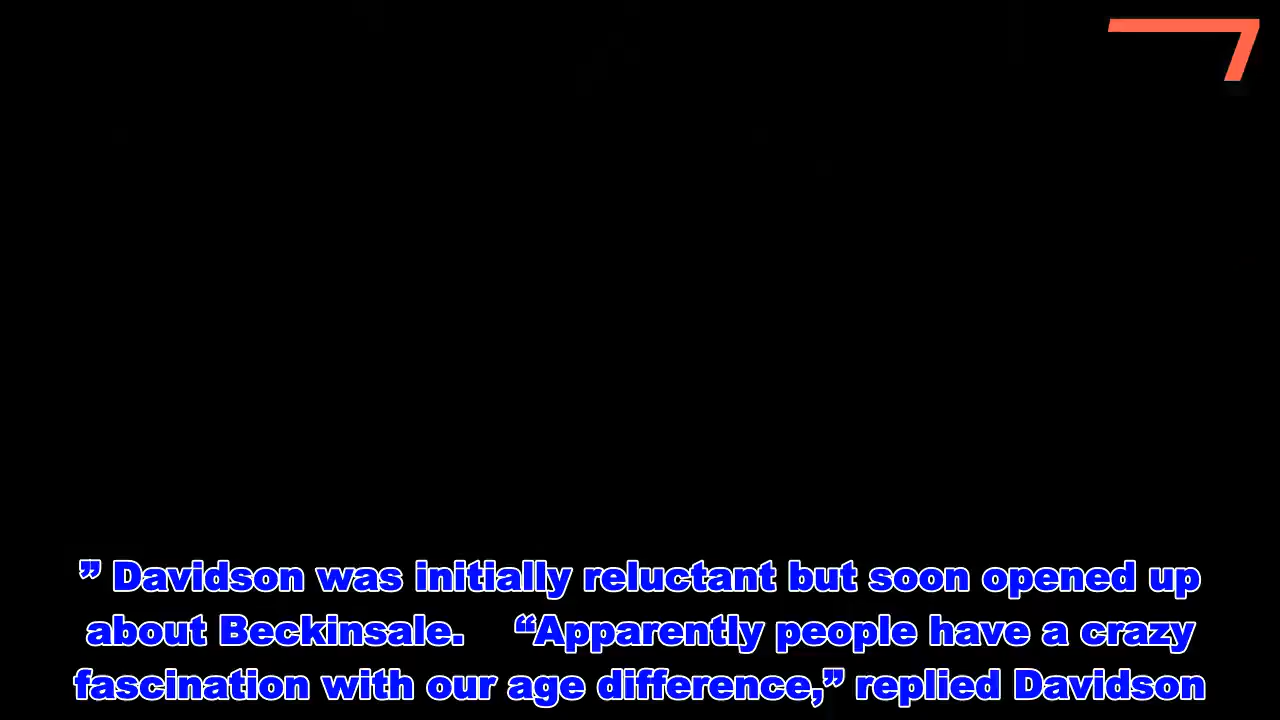 ” Davidson was initially reluctant but soon opened up
about Beckinsale. “Apparently people have a crazy
fascination with our age difference,” replied Davidson